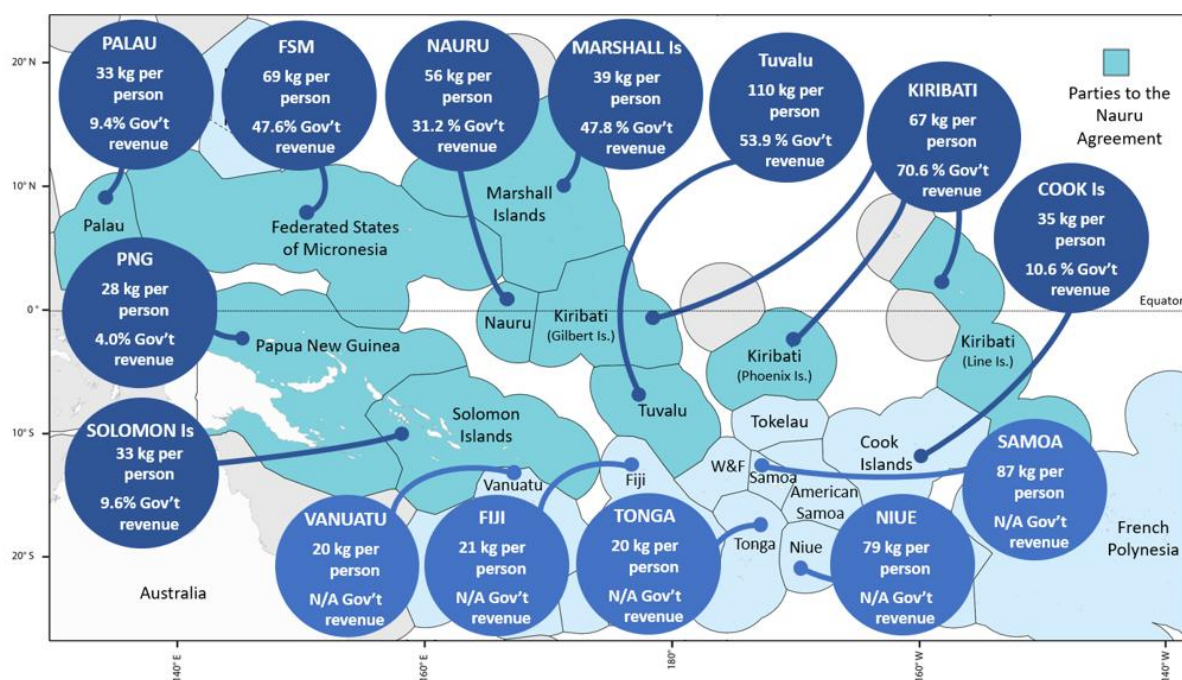 PALAU
33 kg per
person
9.4% Gov't
revenue
FSM
69 kg per
person
47.6% Gov't
revenue
NAURU
56 kg per
person
31.2 % Gov't
revenue
MARSHALL Is
39 kg per
person
47.8 % Gov't
revenue
Tuvalu
110 kg per
person
53.9 % Gov't
revenue
KIRIBATI
67 kg per
person
70.6 % Gov't
revenue
Parties to the
Nauru
Agreement
COOK Is
35 kg per
person
10.6 % Gov't
revenue
20°N
10°N
0°
10°S
20°S
Palau
Federated States
of Micronesia
Marshall
Islands
PNG
28 kg per
person
4.0% Gov't
revenue
Papua New Guinea
Nauru
Kiribati
(Gilbert Is.)
Kiribati
(Phoenix Is.)
Kiribati
(Line Is.)
Equator
SOLOMON Is
33 kg per
person
9.6% Gov't
revenue
Solomon
Islands
Tuvalu
Tokelau
Cook
Islands
Vanuatu
Fiji
W&F
Samoa
American
Samoa
Tonga
Niue
French
Polynesia
Australia
VANUATU
20 kg per
person
N/A Gov't
revenue
FIJI
21 kg per
person
N/A Gov't
revenue
TONGA
20 kg per
person
N/A Gov't
revenue
NIUE
79 kg per
person
N/A Gov't
revenue
SAMOA
87 kg per
person
N/A Gov't
revenue
140°E
160°E
180°
160°W
140°W